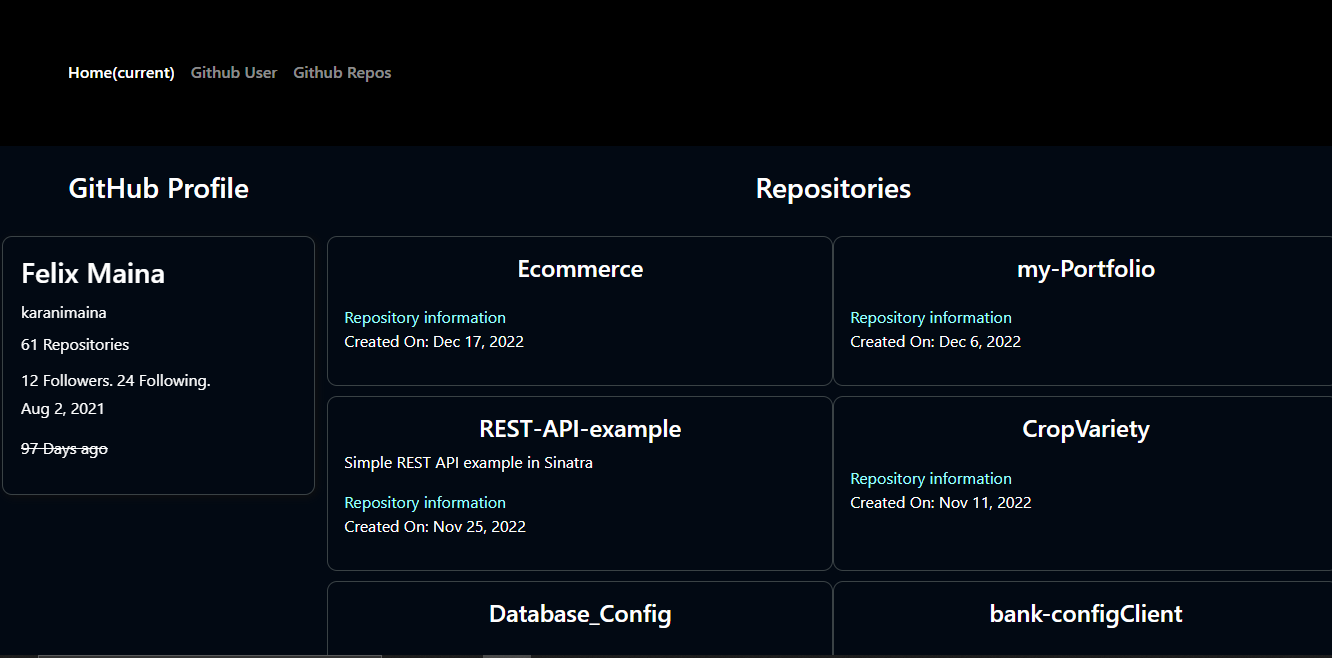 Home(current) Github User Github Repos
GitHub Profile
Repositories
Felix Maina
karanimaina
61 Repositories
12 Followers. 24 Following.
Aug 2, 2021
97 Days ago
Ecommerce
Repository information
Created On: Dec 17, 2022
my-Portfolio
Repository information
Created On: Dec 6, 2022
REST-API-example
Simple REST API example in Sinatra
Repository information
Created On: Nov 25, 2022
CropVariety
Repository information
Created On: Nov 11, 2022
Database_Config
bank-configClient